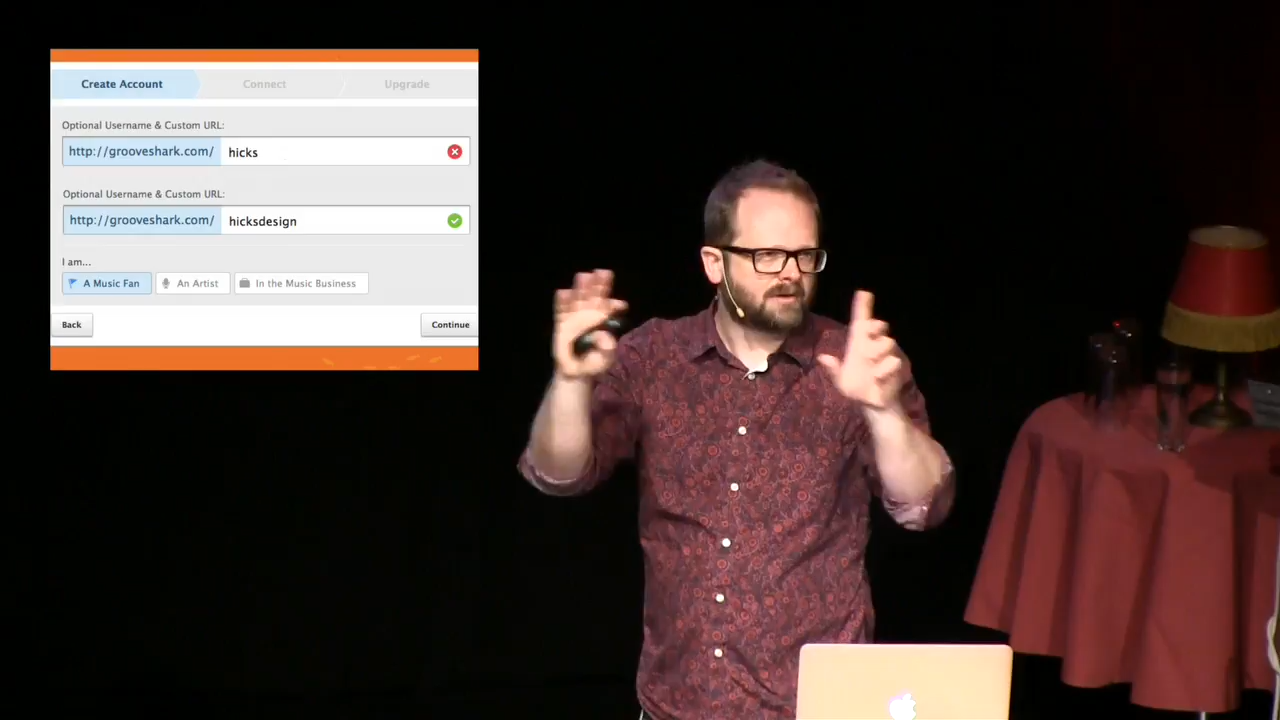 Create Account
Connect
Upgrade
Optional Username & Custom URL:
http://grooveshark.com/ hicks
Optional Username & Custom URL:
http://grooveshark.com/ hicksdesign
I am...
A Music Fan
An Artist
In the Music Business
Back
Continue